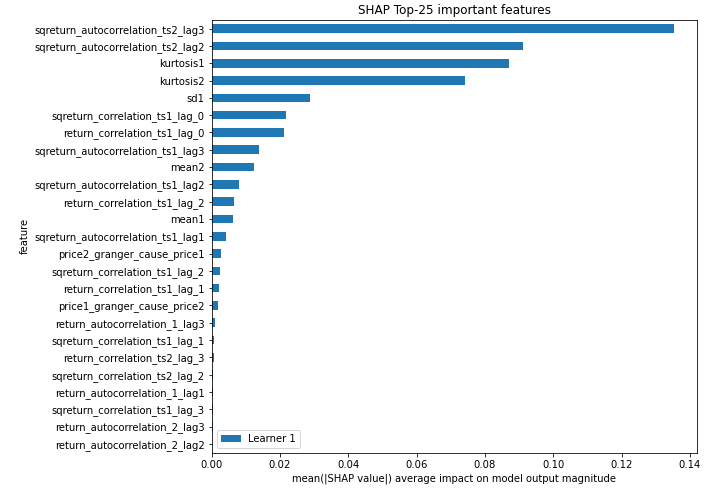 SHAP Top-25 important features
sqreturn_autocorrelation_ts2_lag3
sqreturn_autocorrelation_ts2_lag2
kurtosis1
kurtosis2
sd1
sqreturn_correlation_ts1_lag_0
return_correlation_ts1_lag_0
sqreturn_autocorrelation_ts1_lag3
mean2
sqreturn_autocorrelation_ts1_lag2
return_correlation_ts1_lag_2
mean1
sqreturn_autocorrelation_ts1_lag1
price2_granger_cause_price1
sqreturn_correlation_ts1_lag_2
return_correlation_ts1_lag_1
price1_granger_cause_price2
return_autocorrelation_1_lag3
sqreturn_correlation_ts1_lag_1
return_correlation_ts2_lag_3
sqreturn_correlation_ts2_lag_2
return_autocorrelation_1_lag1
sqreturn_correlation_ts1_lag_3
return_autocorrelation_2_lag3
return_autocorrelation_2_lag2
feature
Learner 1
0.00 0.02 0.04 0.06 0.08 0.10 0.12 0.14
mean(|SHAP value|) average impact on model output magnitude